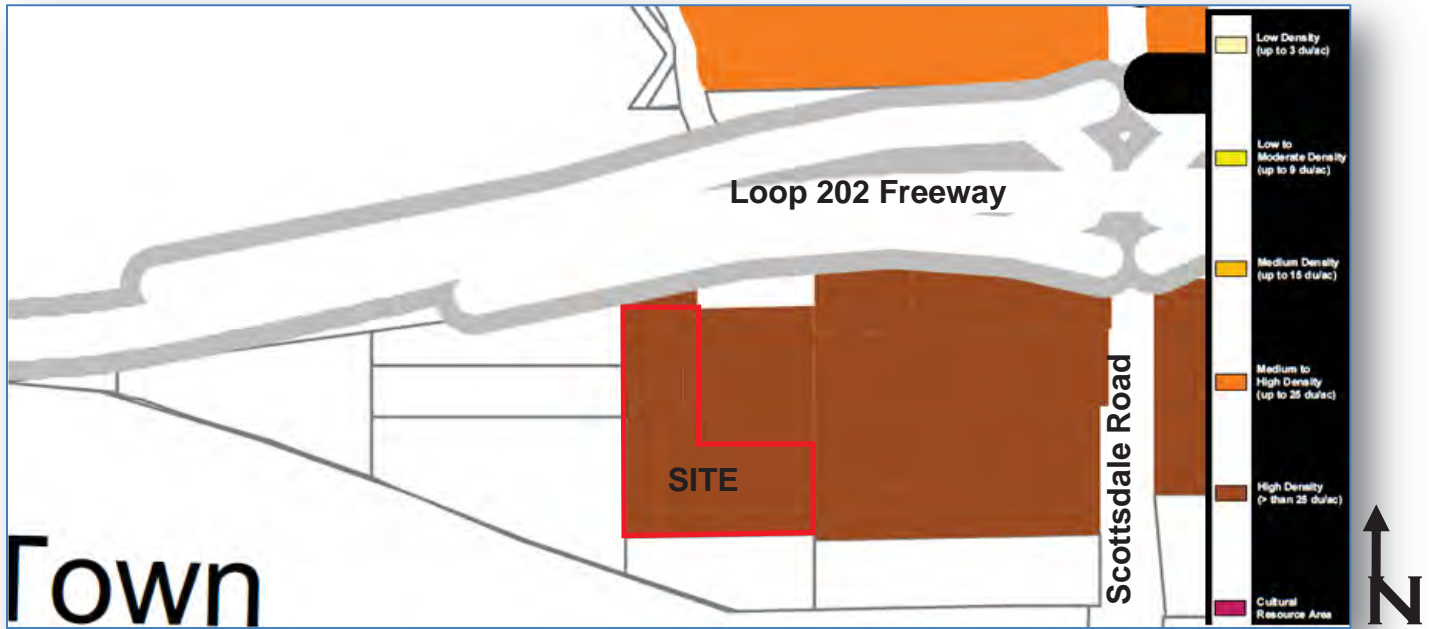 Low Density
(up to 3 du/ac)
Low to
Moderate Density
(up to 9 du/ac)
Loop 202 Freeway
Medium Density
(up to 15 du/ac)
Medium to
High Density
(up to 25 du/ac)
Scottsdale Road
SITE
High Density
(> than 25 du/ac)
Town
Cultural
Resource Area
N